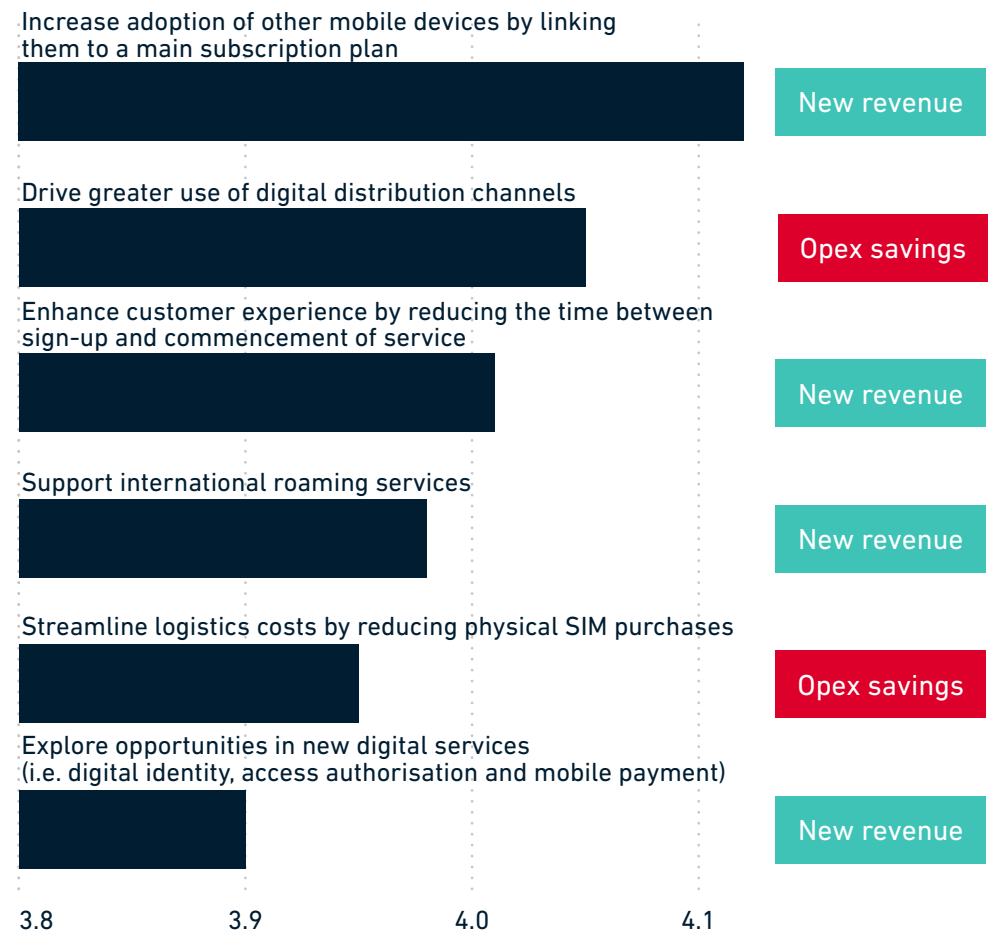 Increase adoption of other mobile devices by linking
them to a main subscription plan
New revenue
Drive greater use of digital distribution channels
Opex savings
Enhance customer experience by reducing the time between
sign-up and commencement of service
New revenue
Support international roaming services
New revenue
Streamline logistics costs by reducing physical SIM purchases
Opex savings
Explore opportunities in new digital services
(i.e. digital identity, access authorisation and mobile payment)
New revenue
3.8 3.9 4.0 4.1